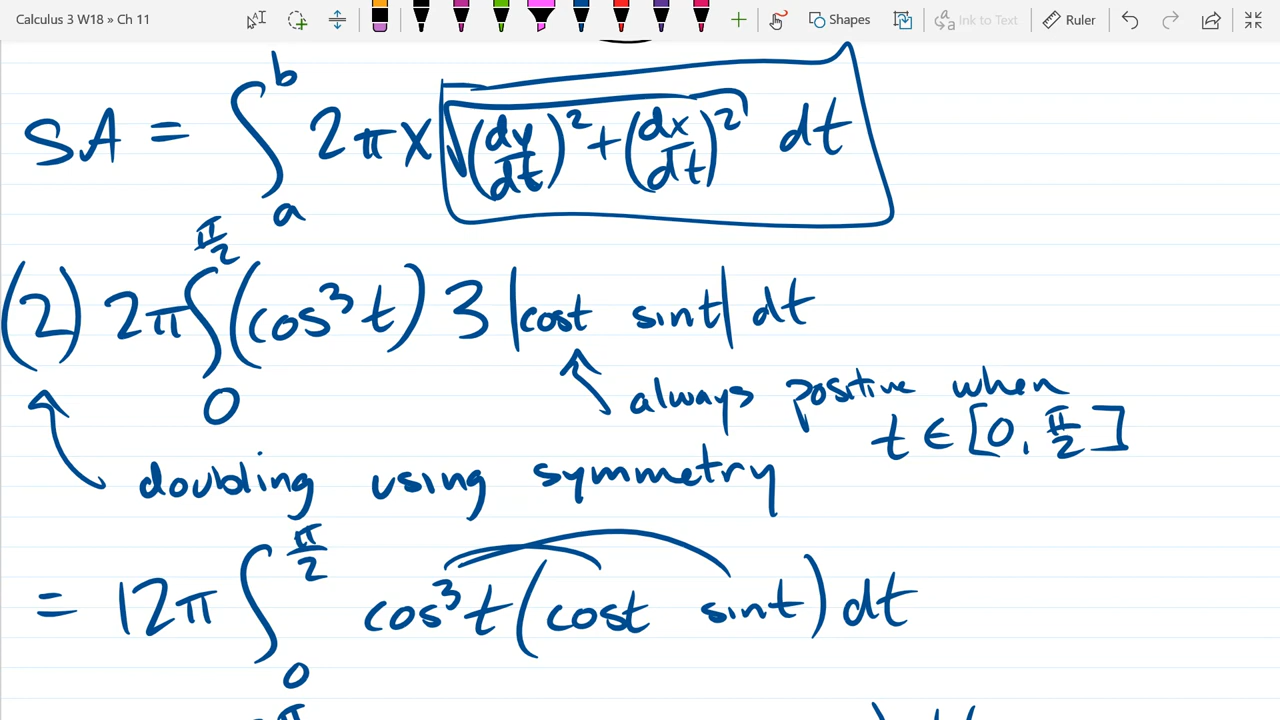 Calculus 3 W18 » Ch 11
Shapes
Ink to Text
Ruler
SA = ∫_a^b 2πx √((dy/dt)² + (dx/dt)²) dt
(2) 2π ∫_0^(π/2) (cos³t) 3 |cost sint| dt
always positive when
t ∈ [0, π/2]
doubling using symmetry
= 12π ∫_0^(π/2) cos³t (cost sint) dt
π